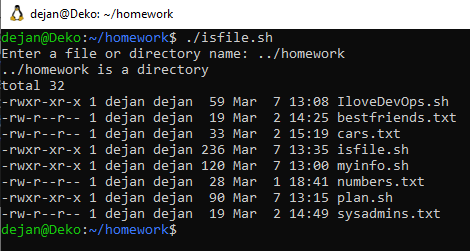 dejan@Deko: ~/homework
dejan@Deko:~/homework$ ./isfile.sh
Enter a file or directory name: ../homework
../homework is a directory
total 32
-rwxr-xr-x 1 dejan dejan  59 Mar  7 13:08 IloveDevOps.sh
-rw-r--r-- 1 dejan dejan  19 Mar  2 14:25 bestfriends.txt
-rw-r--r-- 1 dejan dejan  33 Mar  2 15:19 cars.txt
-rwxr-xr-x 1 dejan dejan 236 Mar  7 13:35 isfile.sh
-rwxr-xr-x 1 dejan dejan 120 Mar  7 13:00 myinfo.sh
-rw-r--r-- 1 dejan dejan  28 Mar  1 18:41 numbers.txt
-rwxr-xr-x 1 dejan dejan  90 Mar  7 13:15 plan.sh
-rw-r--r-- 1 dejan dejan  19 Mar  2 14:49 sysadmins.txt
dejan@Deko:~/homework$